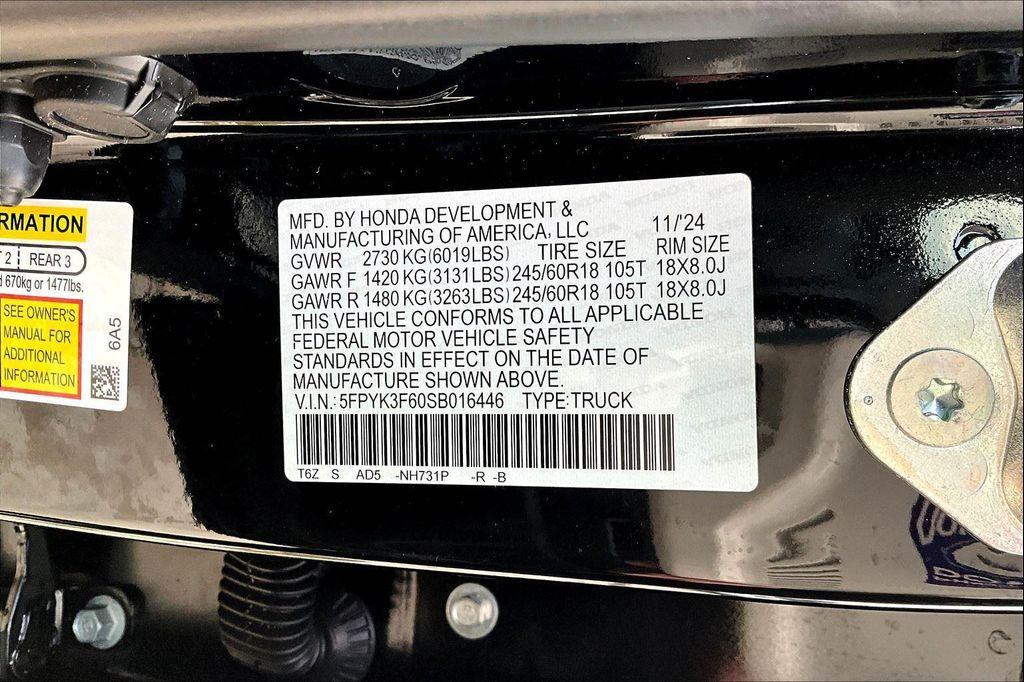 RMATION
2 REAR 3
670kg or 1477lbs.
SEE OWNER'S
MANUAL FOR
ADDITIONAL
INFORMATION
6A5
MFD. BY HONDA DEVELOPMENT &
MANUFACTURING OF AMERICA, LLC 11/'24
GVWR 2730 KG(6019LBS) TIRE SIZE RIM SIZE
GAWR F 1420 KG(3131LBS) 245/60R18 105T 18X8.0J
GAWR R 1480 KG(3263LBS) 245/60R18 105T 18X8.0J
THIS VEHICLE CONFORMS TO ALL APPLICABLE
FEDERAL MOTOR VEHICLE SAFETY
STANDARDS IN EFFECT ON THE DATE OF
MANUFACTURE SHOWN ABOVE.
V.I.N.: 5FPYK3F60SB016446 TYPE:TRUCK
T6Z S AD5 -NH731P -R -B